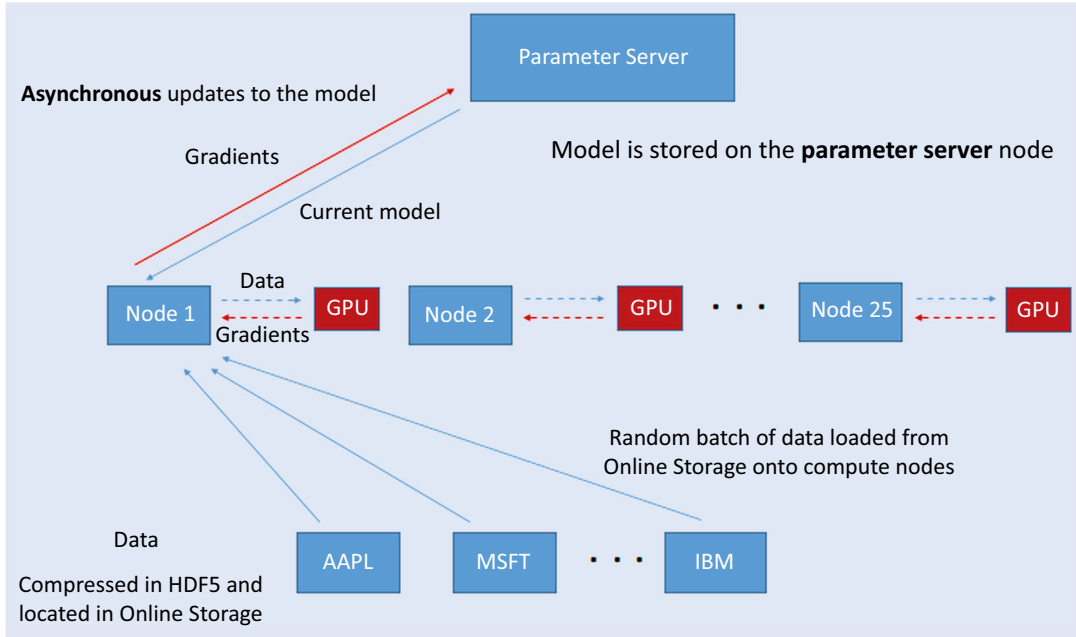 Parameter Server
Asynchronous updates to the model
Gradients
Model is stored on the parameter server node
Current model
Node 1
Data
Gradients
GPU
Node 2
GPU
. . .
Node 25
GPU
Random batch of data loaded from
Online Storage onto compute nodes
Data
Compressed in HDF5 and
located in Online Storage
AAPL
MSFT
. . .
IBM